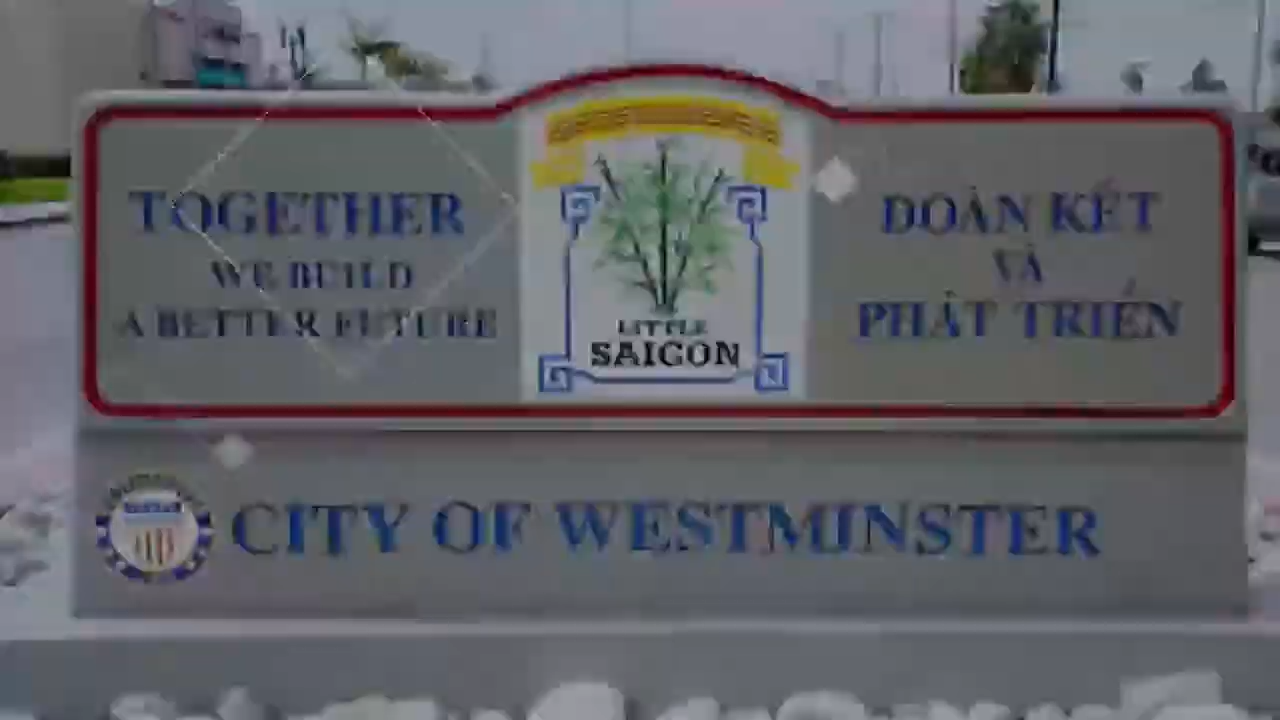 TOGETHER
WE BUILD
A BETTER FUTURE
LITTLE
SAIGON
ĐOÀN KẾT
VÀ
PHÁT TRIỂN
CITY OF WESTMINSTER